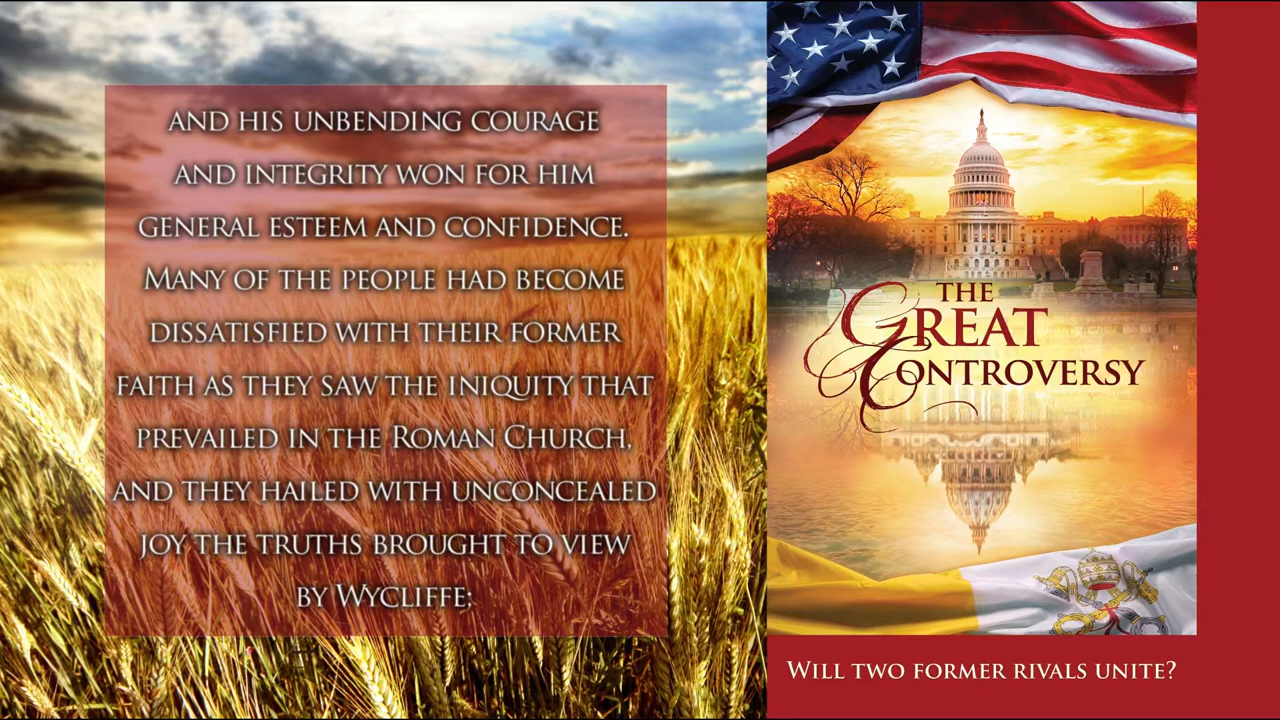 AND HIS UNBENDING COURAGE
AND INTEGRITY WON FOR HIM
GENERAL ESTEEM AND CONFIDENCE.
MANY OF THE PEOPLE HAD BECOME
DISSATISFIED WITH THEIR FORMER
FAITH AS THEY SAW THE INIQUITY THAT
PREVAILED IN THE ROMAN CHURCH,
AND THEY HAILED WITH UNCONCEALED
JOY THE TRUTHS BROUGHT TO VIEW
BY WYCLIFFE;
THE
GREAT
CONTROVERSY
WILL TWO FORMER RIVALS UNITE?